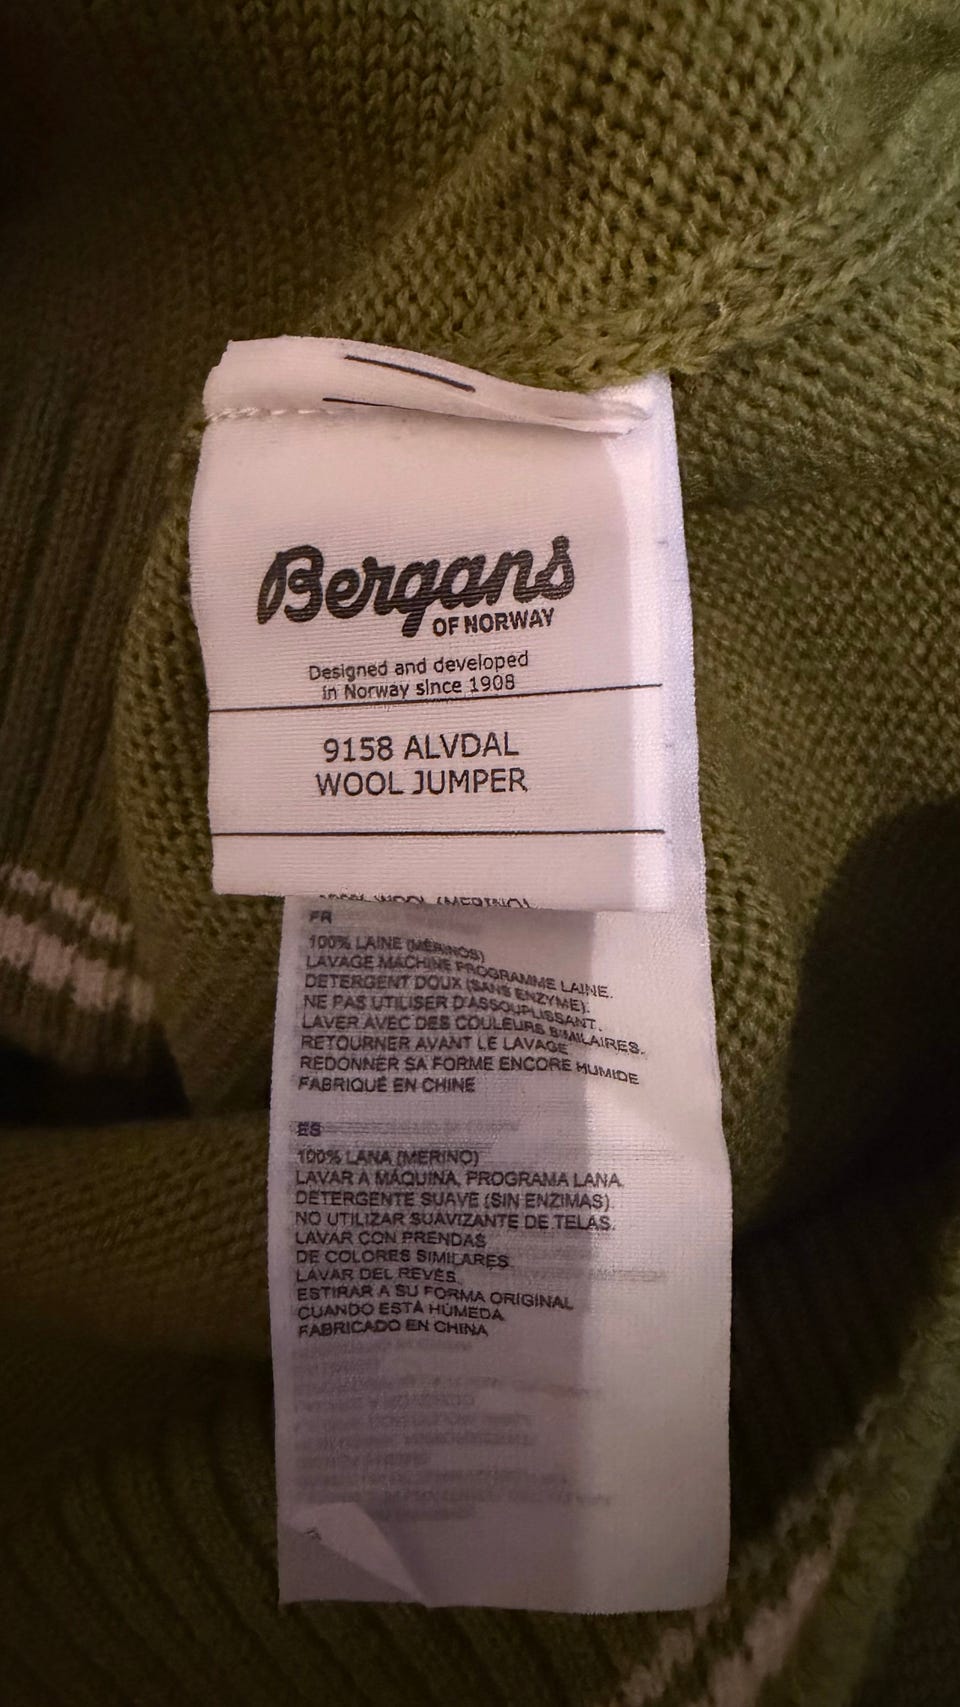 Bergans
OF NORWAY
Designed and developed
in Norway since 1908
9158 ALVDAL
WOOL JUMPER
100% WOOL (MERINO)
FR
100% LAINE (MÉRINOS)
LAVAGE MACHINE PROGRAMME LAINE.
DETERGENT DOUX (SANS ENZYME).
NE PAS UTILISER D'ASSOUPLISSANT.
LAVER AVEC DES COULEURS SIMILAIRES.
RETOURNER AVANT LE LAVAGE
REDONNER SA FORME ENCORE HUMIDE
FABRIQUÉ EN CHINE
ES
100% LANA (MERINO)
LAVAR A MÁQUINA, PROGRAMA LANA.
DETERGENTE SUAVE (SIN ENZIMAS).
NO UTILIZAR SUAVIZANTE DE TELAS.
LAVAR CON PRENDAS
DE COLORES SIMILARES.
LAVAR DEL REVÉS.
ESTIRAR A SU FORMA ORIGINAL
CUANDO ESTÁ HÚMEDA
FABRICADO EN CHINA